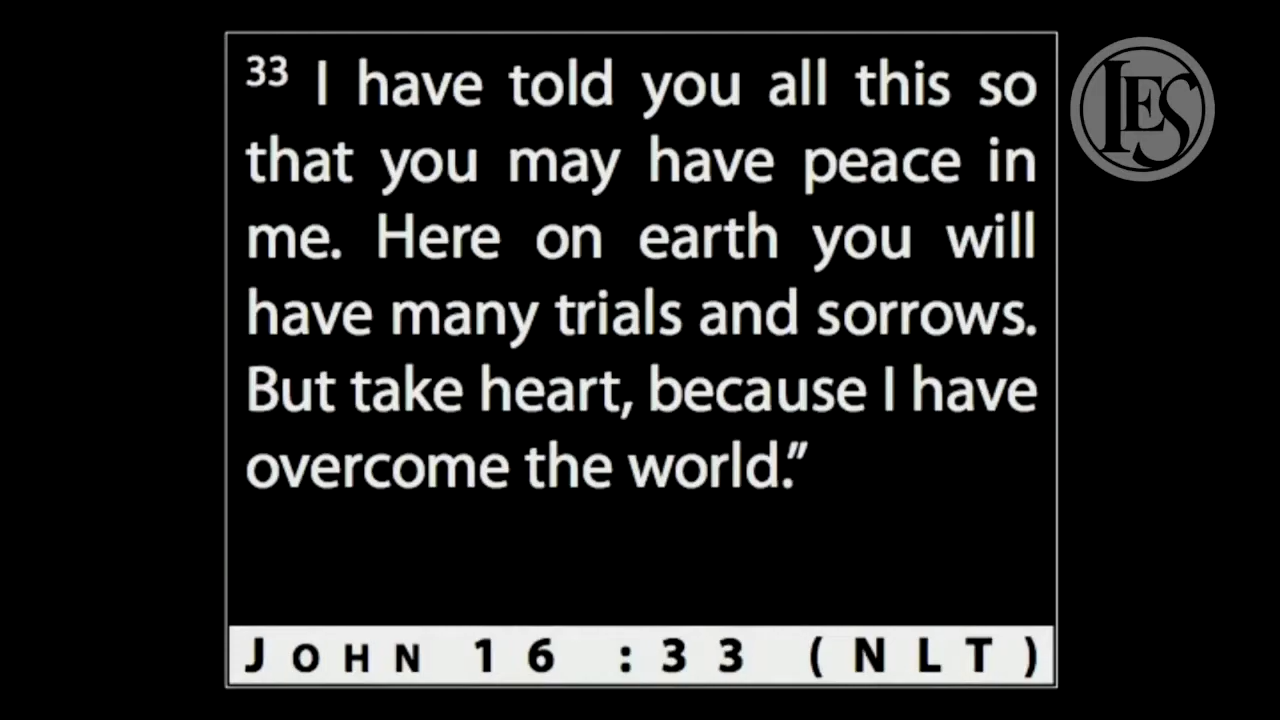 33 I have told you all this so
that you may have peace in
me. Here on earth you will
have many trials and sorrows.
But take heart, because I have
overcome the world.”
JOHN 16 :33 (NLT)
LES